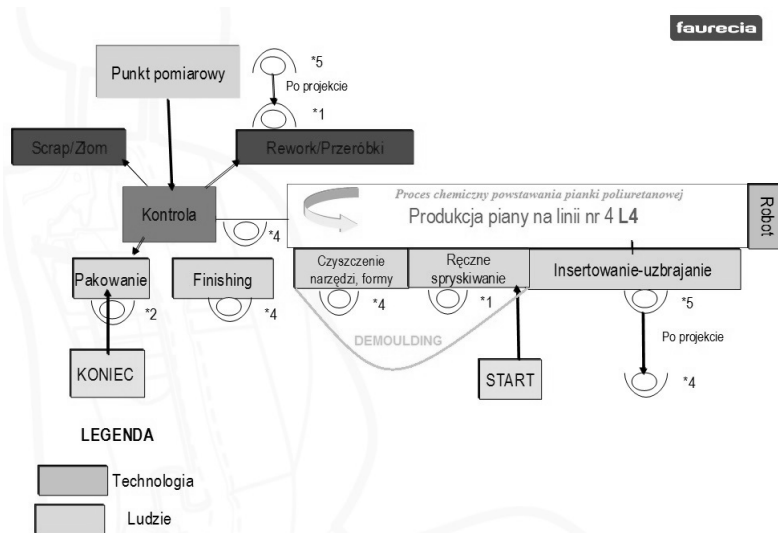 faurecia
Punkt pomiarowy
*5
Po projekcie
*1
Scrap/Złom
Rework/Przeróbki
Kontrola
*4
Proces chemiczny powstawania pianki poliuretanowej
Produkcja piany na linii nr 4 L4
Robot
Pakowanie
*2
Finishing
*4
Czyszczenie
narzędzi, formy
*4
Ręczne
spryskiwanie
*1
Insertowanie-uzbrajanie
*5
DEMOULDING
Po projekcie
*4
KONIEC
START
LEGENDA
Technologia
Ludzie